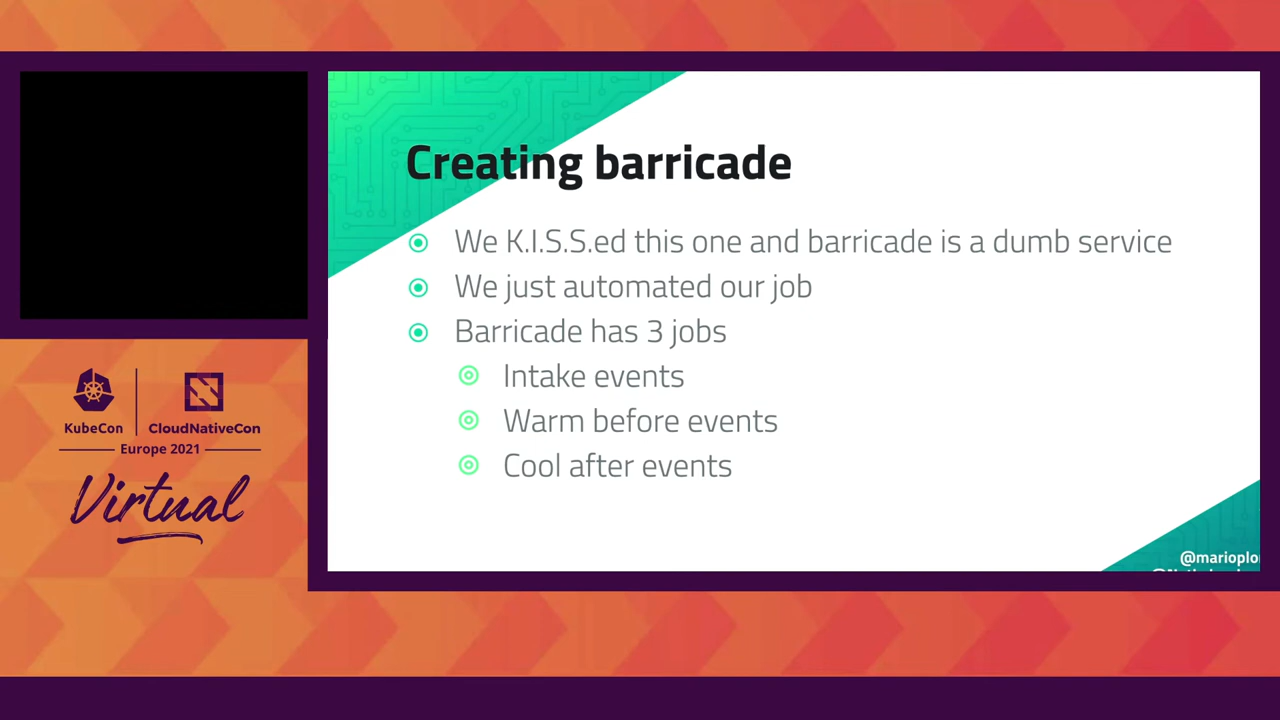 Creating barricade
We K.I.S.S.ed this one and barricade is a dumb service
We just automated our job
Barricade has 3 jobs
Intake events
Warm before events
Cool after events
KubeCon
CloudNativeCon
Europe 2021
Virtual
@marioplo